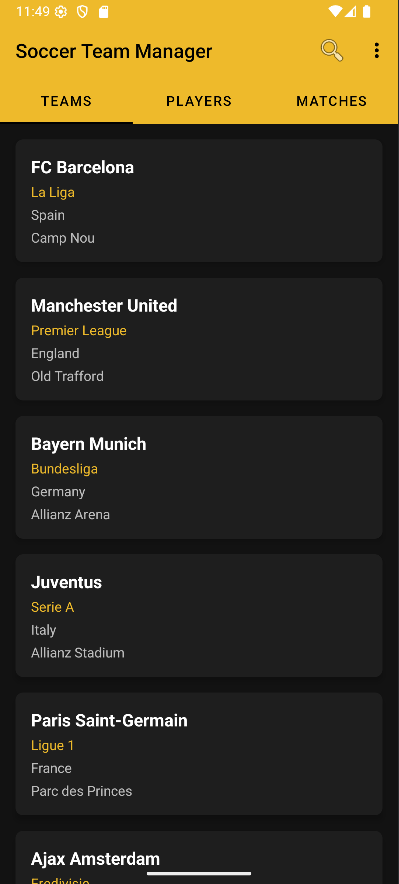 11:49
Soccer Team Manager
TEAMS PLAYERS MATCHES
FC Barcelona
La Liga
Spain
Camp Nou
Manchester United
Premier League
England
Old Trafford
Bayern Munich
Bundesliga
Germany
Allianz Arena
Juventus
Serie A
Italy
Allianz Stadium
Paris Saint-Germain
Ligue 1
France
Parc des Princes
Ajax Amsterdam
Eredivisie